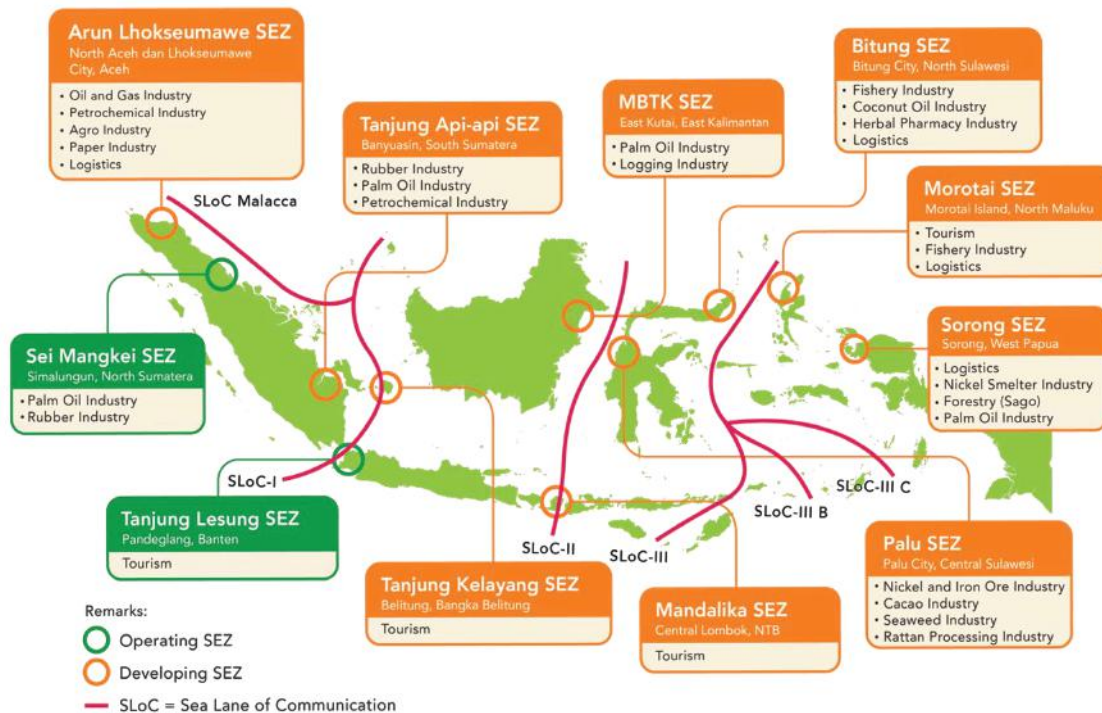 Arun Lhokseumawe SEZ
North Aceh dan Lhokseumawe
City, Aceh
• Oil and Gas Industry
• Petrochemical Industry
• Agro Industry
• Paper Industry
• Logistics
Tanjung Api-api SEZ
Banyuasin, South Sumatera
• Rubber Industry
• Palm Oil Industry
• Petrochemical Industry
MBTK SEZ
East Kutai, East Kalimantan
• Palm Oil Industry
• Logging Industry
Bitung SEZ
Bitung City, North Sulawesi
• Fishery Industry
• Coconut Oil Industry
• Herbal Pharmacy Industry
• Logistics
Morotai SEZ
Morotai Island, North Maluku
• Tourism
• Fishery Industry
• Logistics
SLoC Malacca
Sei Mangkei SEZ
Simalungun, North Sumatera
• Palm Oil Industry
• Rubber Industry
Sorong SEZ
Sorong, West Papua
• Logistics
• Nickel Smelter Industry
• Forestry (Sago)
• Palm Oil Industry
SLoC-I
SLoC-II
SLoC-III
SLoC-III B
SLoC-III C
Tanjung Lesung SEZ
Pandeglang, Banten
Tourism
Tanjung Kelayang SEZ
Belitung, Bangka Belitung
Tourism
Mandalika SEZ
Central Lombok, NTB
Tourism
Palu SEZ
Palu City, Central Sulawesi
• Nickel and Iron Ore Industry
• Cacao Industry
• Seaweed Industry
• Rattan Processing Industry
Remarks:
Operating SEZ
Developing SEZ
SLoC = Sea Lane of Communication